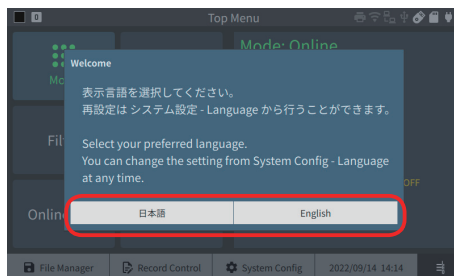 0
Top Menu
Mode: Online
Welcome
表示言語を選択してください。
再設定は システム設定 - Language から行うことができます。
Select your preferred language.
You can change the setting from System Config - Language
at any time.
OFF
Online
日本語
English
File Manager
Record Control
System Config
2022/09/14 14:14